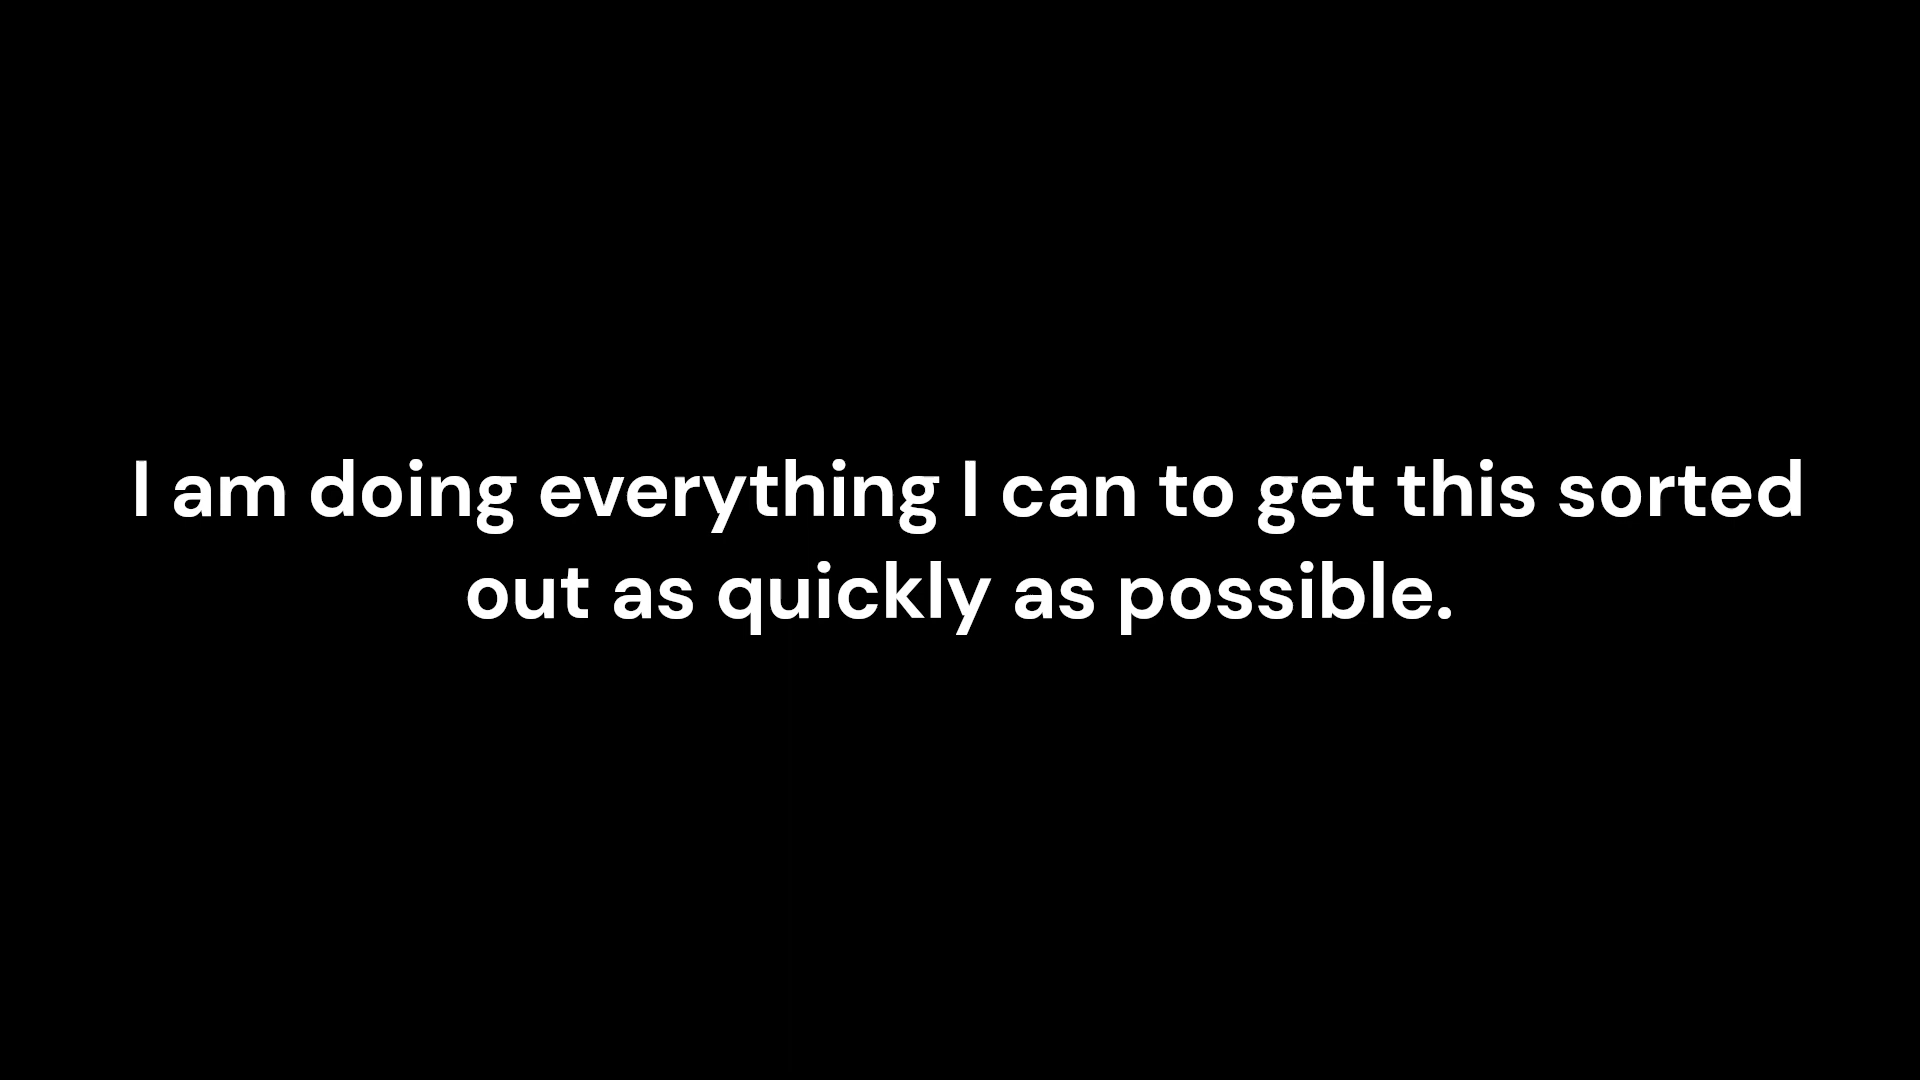 I am doing everything I can to get this sorted
out as quickly as possible.